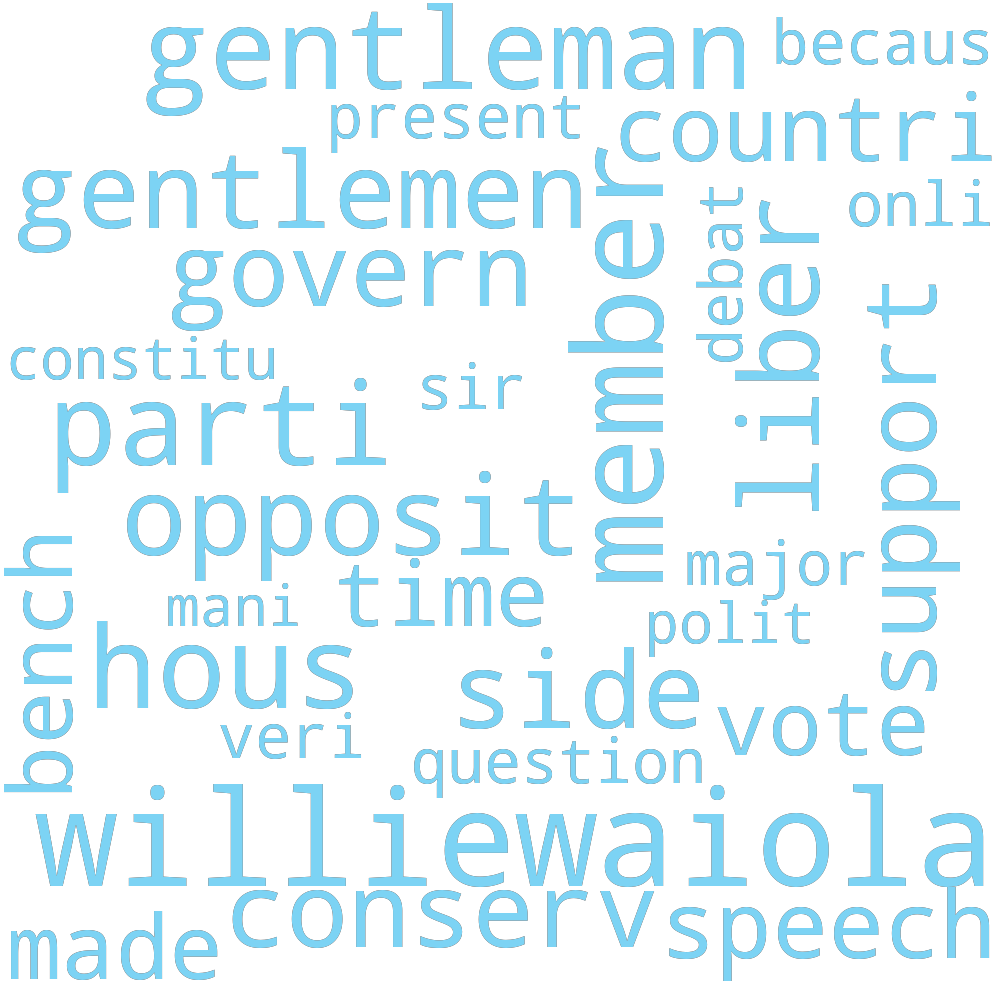 gentleman
becaus
present
countri
gentlemen
member
debat
liber
onli
govern
support
constitu
sir
parti
opposit
bench
mani
time
major
polit
hous
side
veri
vote
question
williewaiola
conserv
speech
made